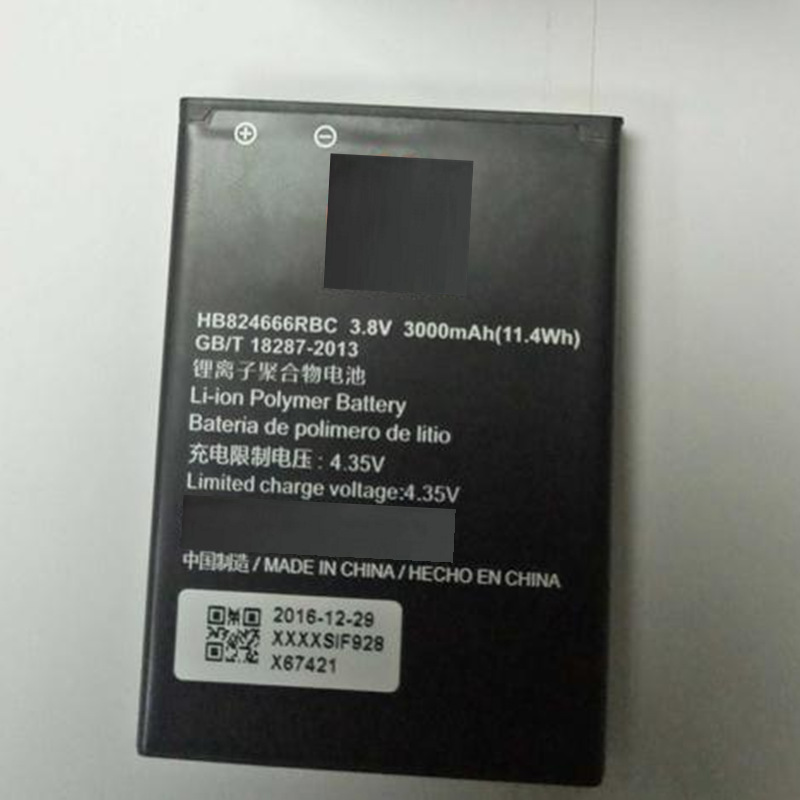 HB824666RBC 3.8V 3000mAh(11.4Wh)
GB/T 18287-2013
锂离子聚合物电池
Li-ion Polymer Battery
Bateria de polimero de litio
充电限制电压：4.35V
Limited charge voltage:4.35V
中国制造 / MADE IN CHINA / HECHO EN CHINA
2016-12-29
XXXXSIF928
X67421